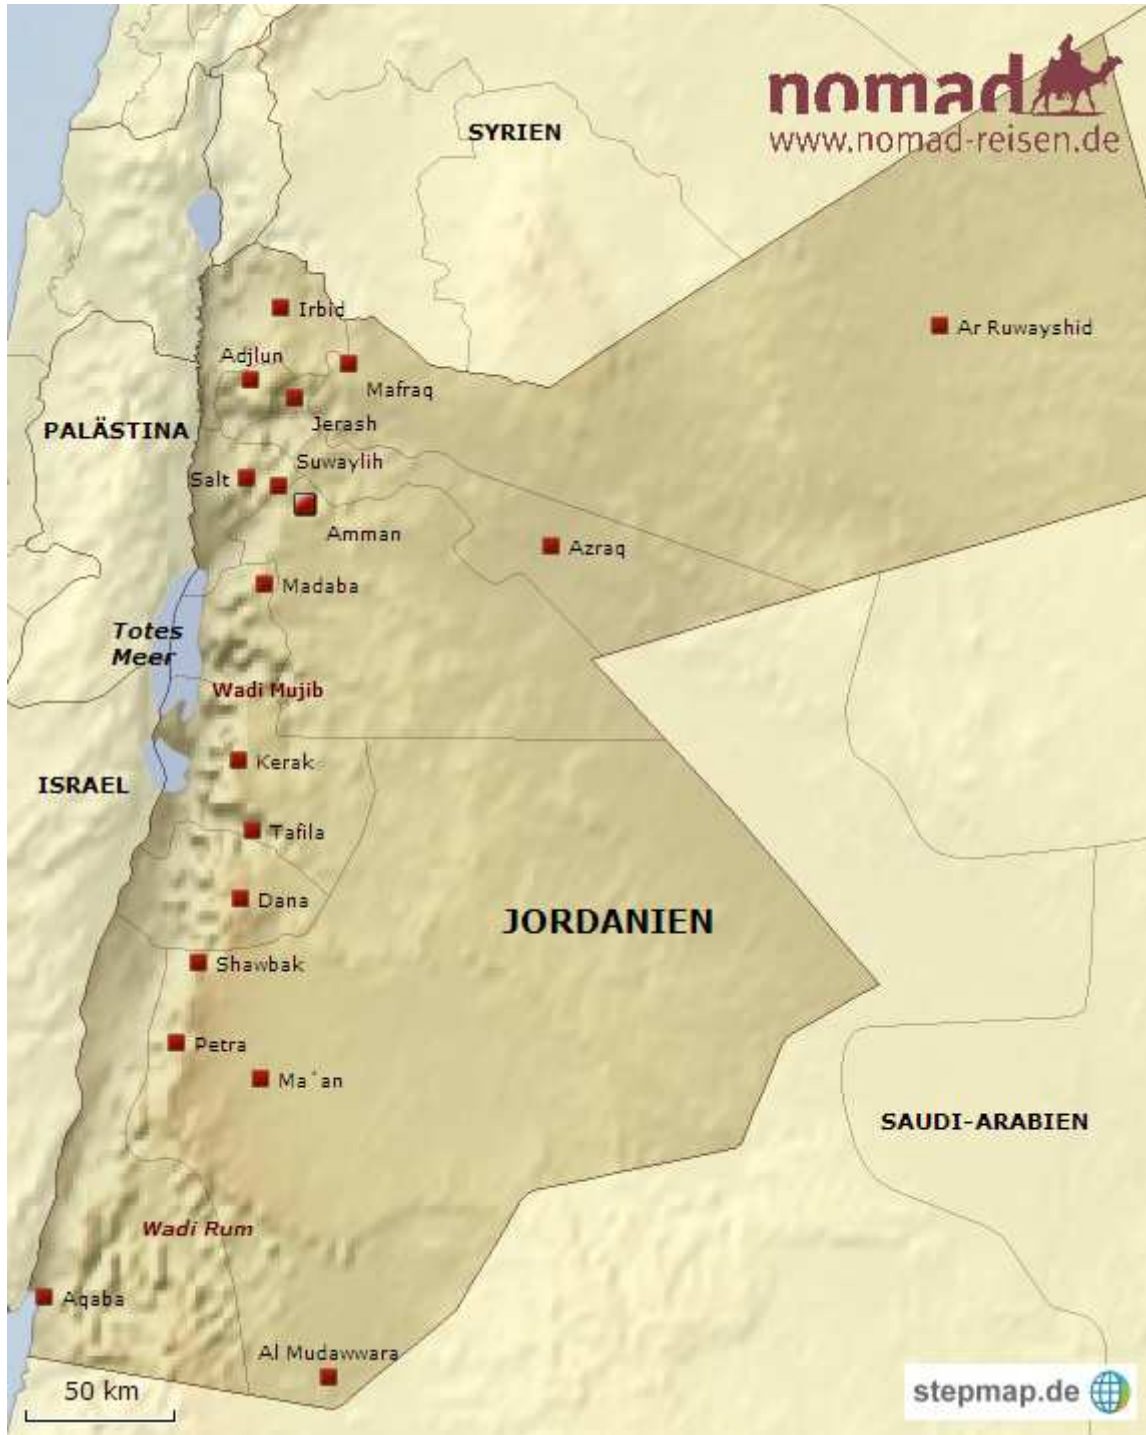 nomad
www.nomad-reisen.de
SYRIEN
Irbid
Ar Ruwayshid
Adjlun
Mafraq
Jerash
PALÄSTINA
Suwaylih
Salt
Amman
Azraq
Madaba
Totes
Meer
Wadi Mujib
Kerak
ISRAEL
Tafila
Dana
JORDANIEN
Shawbak
Petra
Ma´an
SAUDI-ARABIEN
Wadi Rum
Aqaba
Al Mudawwara
50 km
stepmap.de